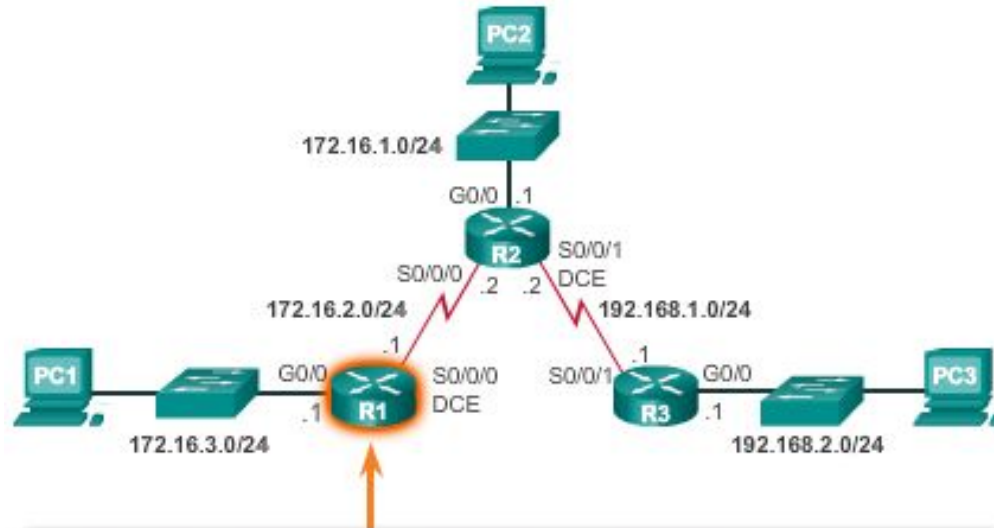 PC2
172.16.1.0/24
G0/0 .1
R2
S0/0/1
DCE
S0/0/0
.2 .2
172.16.2.0/24
192.168.1.0/24
.1
.1
PC1
G0/0
S0/0/0
DCE
R1
.1
S0/0/1
R3
G0/0
.1
PC3
172.16.3.0/24
192.168.2.0/24